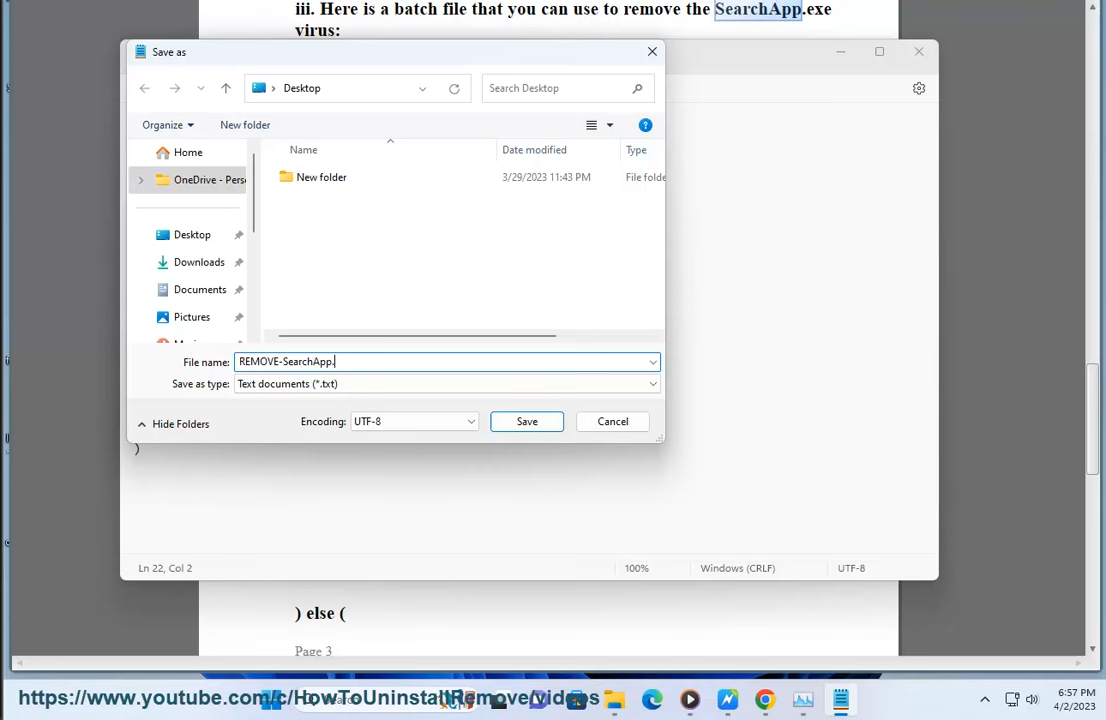 iii. Here is a batch file that you can use to remove the SearchApp.exe
virus:
Save as
Desktop
Search Desktop
Organize
New folder
Name
Date modified
Type
Home
New folder
3/29/2023 11:43 PM
File folde
OneDrive - Pers
Desktop
Downloads
Documents
Pictures
File name:
REMOVE-SearchApp.
Save as type:
Text documents (*.txt)
Hide Folders
Encoding:
UTF-8
Save
Cancel
)
Ln 22, Col 2
100%
Windows (CRLF)
UTF-8
) else (
Page 3
https://www.youtube.com/c/HowToUninstallRemove/videos
6:57 PM
4/2/2023